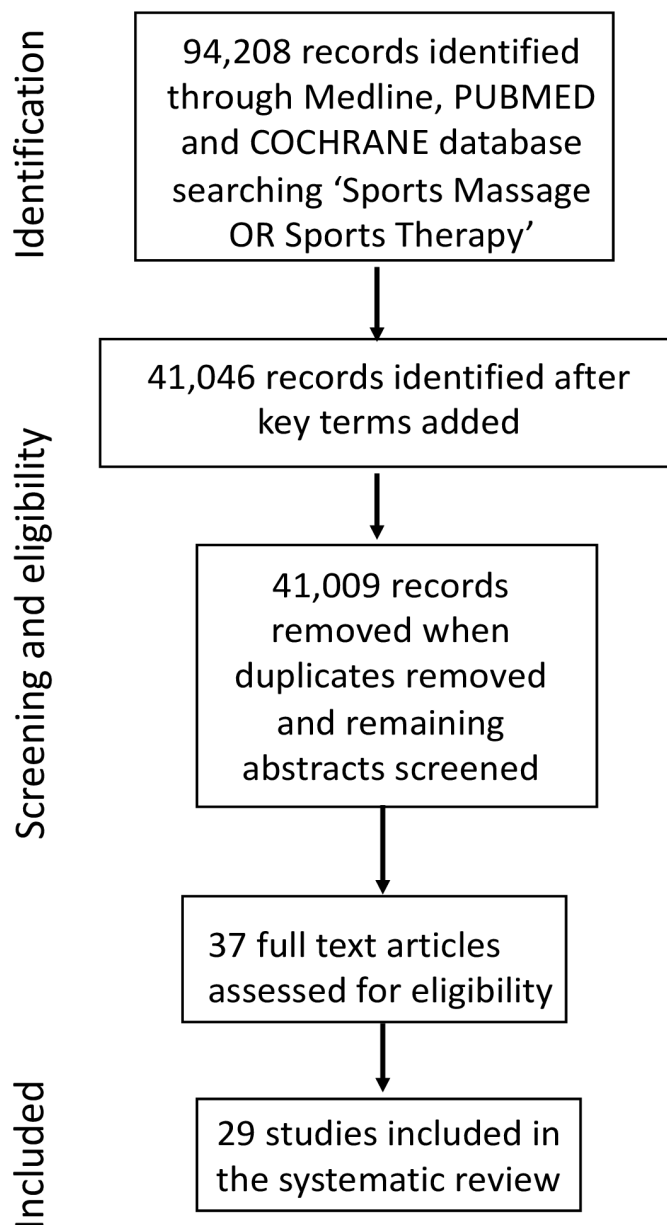 Identification
94,208 records identified
through Medline, PUBMED
and COCHRANE database
searching ‘Sports Massage
OR Sports Therapy’
Screening and eligibility
41,046 records identified after
key terms added
41,009 records
removed when
duplicates removed
and remaining
abstracts screened
37 full text articles
assessed for eligibility
Included
29 studies included in
the systematic review